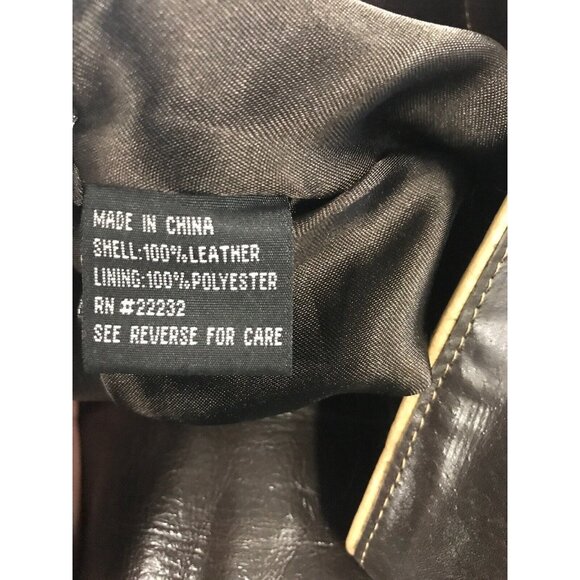 MADE IN CHINA
SHELL:100%LEATHER
LINING:100%POLYESTER
RN #22232
SEE REVERSE FOR CARE